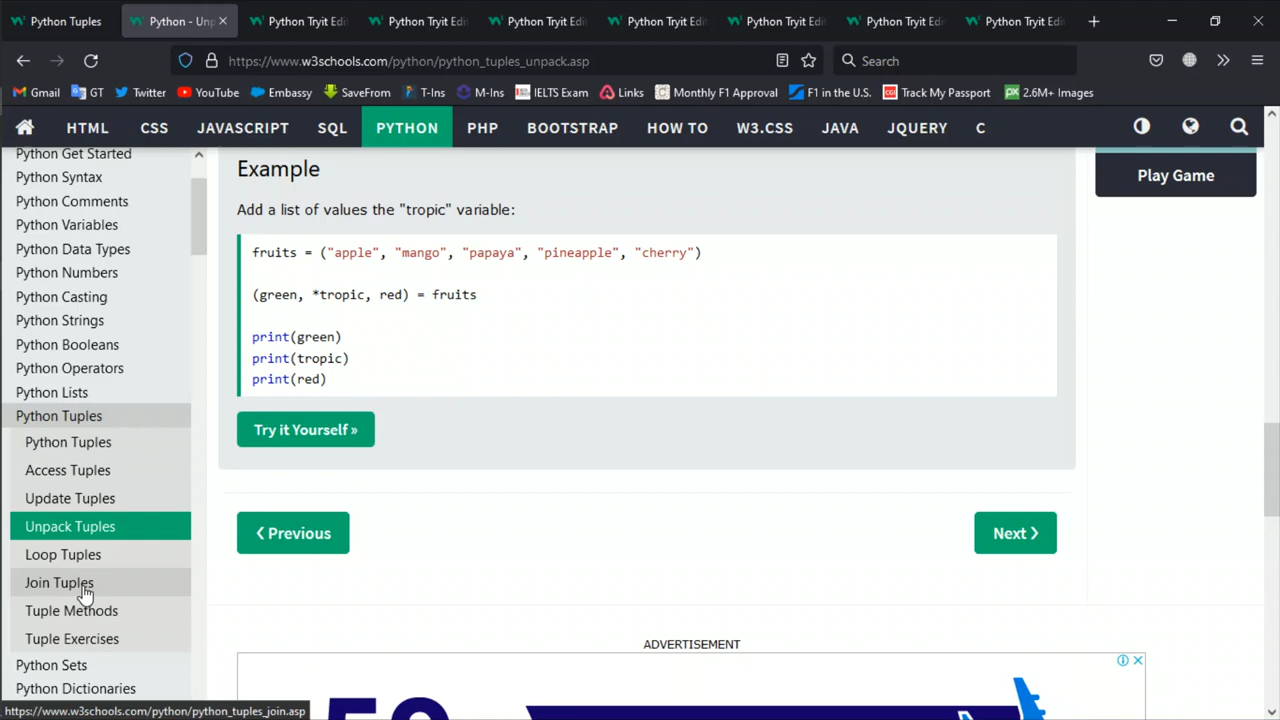 Python Tuples
Python - Unp
Python Tryit Edi
Python Tryit Edi
Python Tryit Edi
Python Tryit Edi
Python Tryit Edi
Python Tryit Edi
Python Tryit Edi
https://www.w3schools.com/python/python_tuples_unpack.asp
Search
Gmail
GT
Twitter
YouTube
Embassy
SaveFrom
T-Ins
M-Ins
IELTS Exam
Links
Monthly F1 Approval
F1 in the U.S.
CGI
Track My Passport
px
2.6M+ Images
HTML
CSS
JAVASCRIPT
SQL
PYTHON
PHP
BOOTSTRAP
HOW TO
W3.CSS
JAVA
JQUERY
C
Python Get Started
Python Syntax
Python Comments
Python Variables
Python Data Types
Python Numbers
Python Casting
Python Strings
Python Booleans
Python Operators
Python Lists
Python Tuples
Python Tuples
Access Tuples
Update Tuples
Unpack Tuples
Loop Tuples
Join Tuples
Tuple Methods
Tuple Exercises
Python Sets
Python Dictionaries
Example
Add a list of values the "tropic" variable:
fruits = ("apple", "mango", "papaya", "pineapple", "cherry")
(green, *tropic, red) = fruits
print(green)
print(tropic)
print(red)
Try it Yourself »
❮ Previous
Next ❯
Play Game
ADVERTISEMENT
https://www.w3schools.com/python/python_tuples_join.asp